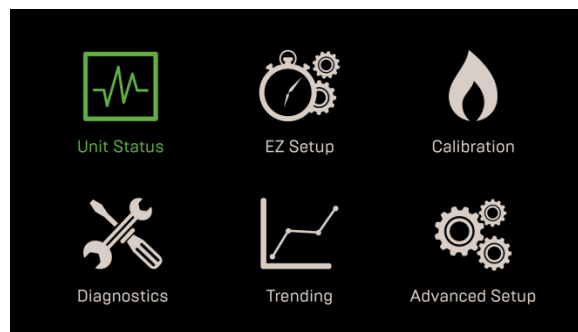 Unit Status
EZ Setup
Calibration
Diagnostics
Trending
Advanced Setup